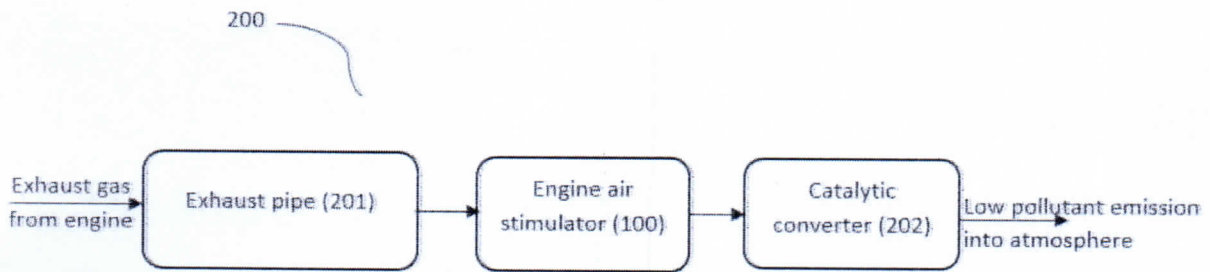 200
Exhaust gas
from engine
Exhaust pipe (201)
Engine air
stimulator (100)
Catalytic
converter (202)
Low pollutant emission
into atmosphere